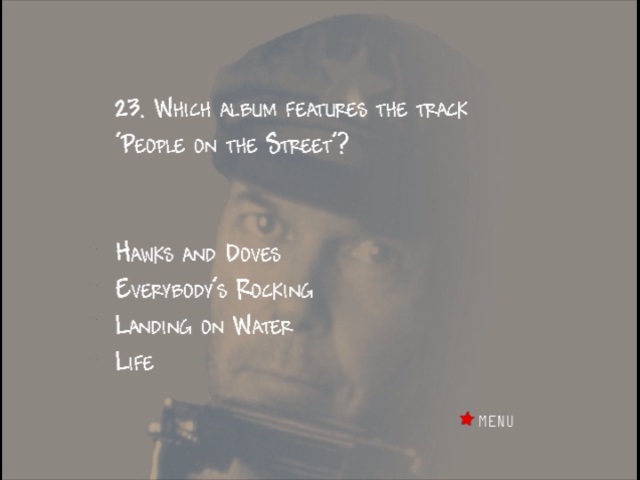 23. Which album features the track
'People on the Street'?
Hawks and Doves
Everybody's Rocking
Landing on Water
Life
MENU